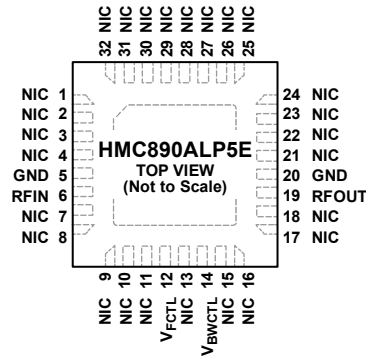 32 NIC
31 NIC
30 NIC
29 NIC
28 NIC
27 NIC
26 NIC
25 NIC
NIC 1
NIC 2
NIC 3
NIC 4
GND 5
RFIN 6
NIC 7
NIC 8
HMC890ALP5E
TOP VIEW
(Not to Scale)
24 NIC
23 NIC
22 NIC
21 NIC
20 GND
19 RFOUT
18 NIC
17 NIC
NIC 9
NIC 10
NIC 11
VFCTL 12
NIC 13
VBWCTL 14
NIC 15
NIC 16